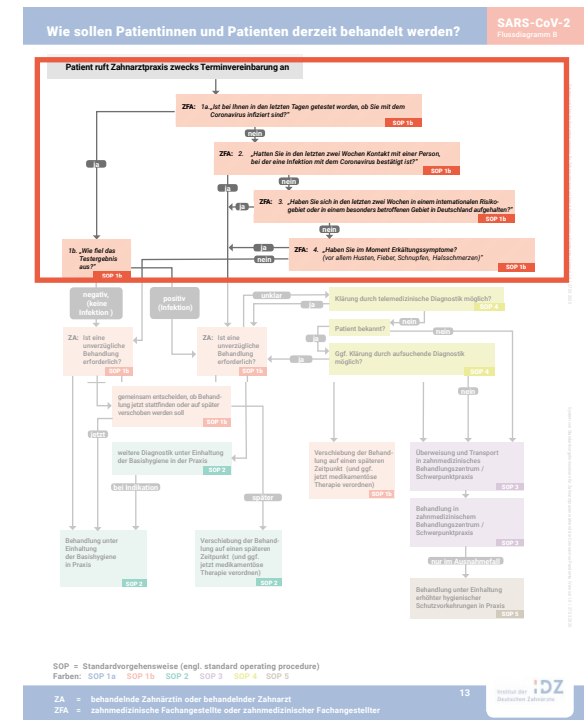 Wie sollen Patientinnen und Patienten derzeit behandelt werden?
SARS-CoV-2
Flussdiagramm B
Patient ruft Zahnarztpraxis zwecks Terminvereinbarung an
ZFA: 1a. „Ist bei Ihnen in den letzten Tagen getestet worden, ob Sie mit dem
Coronavirus infiziert sind?"
SOP 1b
nein
ZFA: 2. „Hatten Sie in den letzten zwei Wochen Kontakt mit einer Person,
bei der eine Infektion mit dem Coronavirus bestätigt ist?"
SOP 1b
ja
nein
ja
ja
ZFA: 3. „Haben Sie sich in den letzten zwei Wochen in einem internationalen Risiko-
gebiet oder in einem besonders betroffenen Gebiet in Deutschland aufgehalten?"
SOP 1b
nein
ja
nein
ZFA: 4. „Haben Sie im Moment Erkältungssymptome?
(vor allem Husten, Fieber, Schnupfen, Halsschmerzen)"
SOP 1b
1b. „Wie fiel das
Testergebnis
aus?"
SOP 1b
negativ,
(keine
Infektion )
positiv
(Infektion)
unklar
ja
Klärung durch telemedizinische Diagnostik möglich?
SOP 4
nein
Patient bekannt?
nein
ja
ZA: Ist eine
unverzügliche
Behandlung
erforderlich?
SOP 1b
ZA: Ist eine
unverzügliche
Behandlung
erforderlich?
SOP 1b
ja
Ggf. Klärung durch aufsuchende Diagnostik
möglich?
SOP 4
nein
gemeinsam entscheiden, ob Behand-
lung jetzt stattfinden oder auf später
verschoben werden soll
SOP 1b
jetzt
weitere Diagnostik unter Einhaltung
der Basishygiene in der Praxis
SOP 2
bei Indikation
später
Verschiebung der Behand-
lung auf einen späteren
Zeitpunkt (und ggf.
jetzt medikamentöse
Therapie verordnen)
SOP 1b
Überweisung und Transport
in zahnmedizinisches
Behandlungszentrum /
Schwerpunktpraxis
SOP 3
Behandlung in
zahnmedizinischem
Behandlungszentrum /
Schwerpunktpraxis
SOP 3
nur im Ausnahmefall
Behandlung unter
Einhaltung
der Basishygiene
in Praxis
SOP 2
Verschiebung der Behand-
lung auf einen späteren
Zeitpunkt (und ggf.
jetzt medikamentöse
Therapie verordnen)
SOP 2
Behandlung unter Einhaltung
erhöhter hygienischer
Schutzvorkehrungen in Praxis
SOP 5
SOP = Standardvorgehensweise (engl. standard operating procedure)
Farben: SOP 1a SOP 1b SOP 2 SOP 3 SOP 4 SOP 5
ZA = behandelnde Zahnärztin oder behandelnder Zahnarzt
ZFA = zahnmedizinische Fachangestellte oder zahnmedizinischer Fachangestellter
13
Institut der
Deutschen Zahnärzte
IDZ